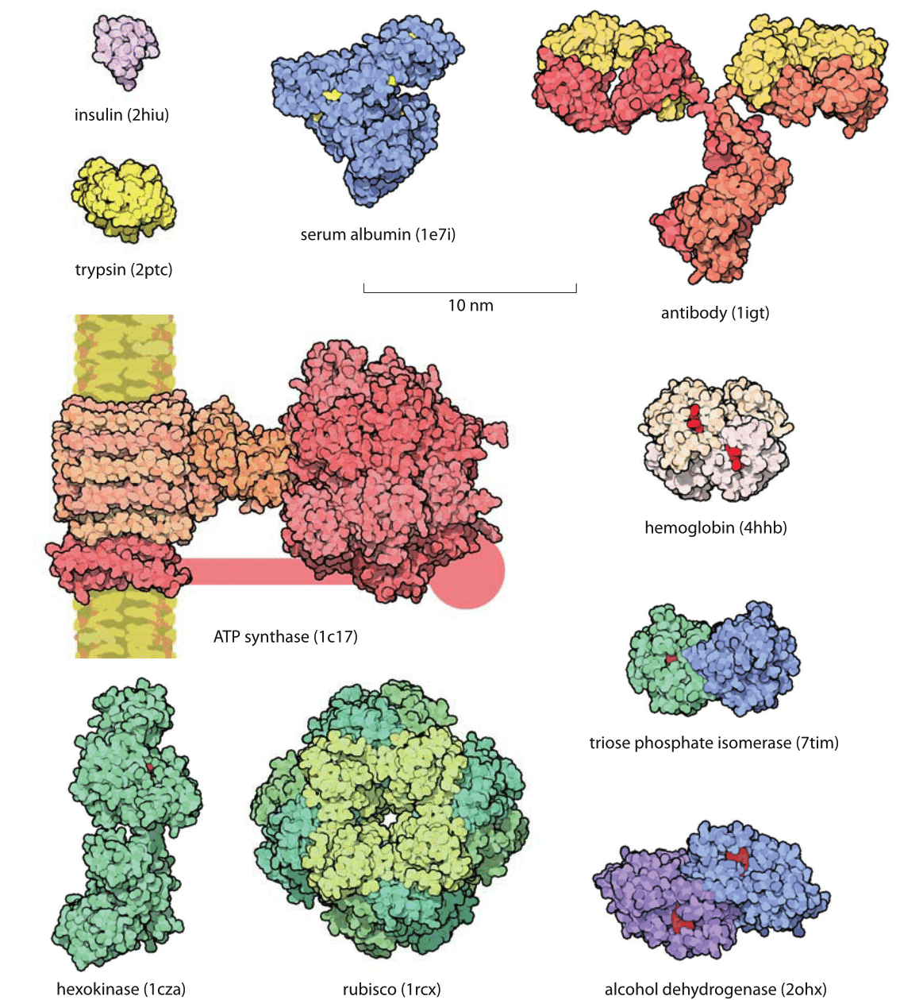 insulin (2hiu)
trypsin (2ptc)
serum albumin (1e7i)
10 nm
antibody (1igt)
ATP synthase (1c17)
hemoglobin (4hhb)
triose phosphate isomerase (7tim)
hexokinase (1cza)
rubisco (1rcx)
alcohol dehydrogenase (2ohx)